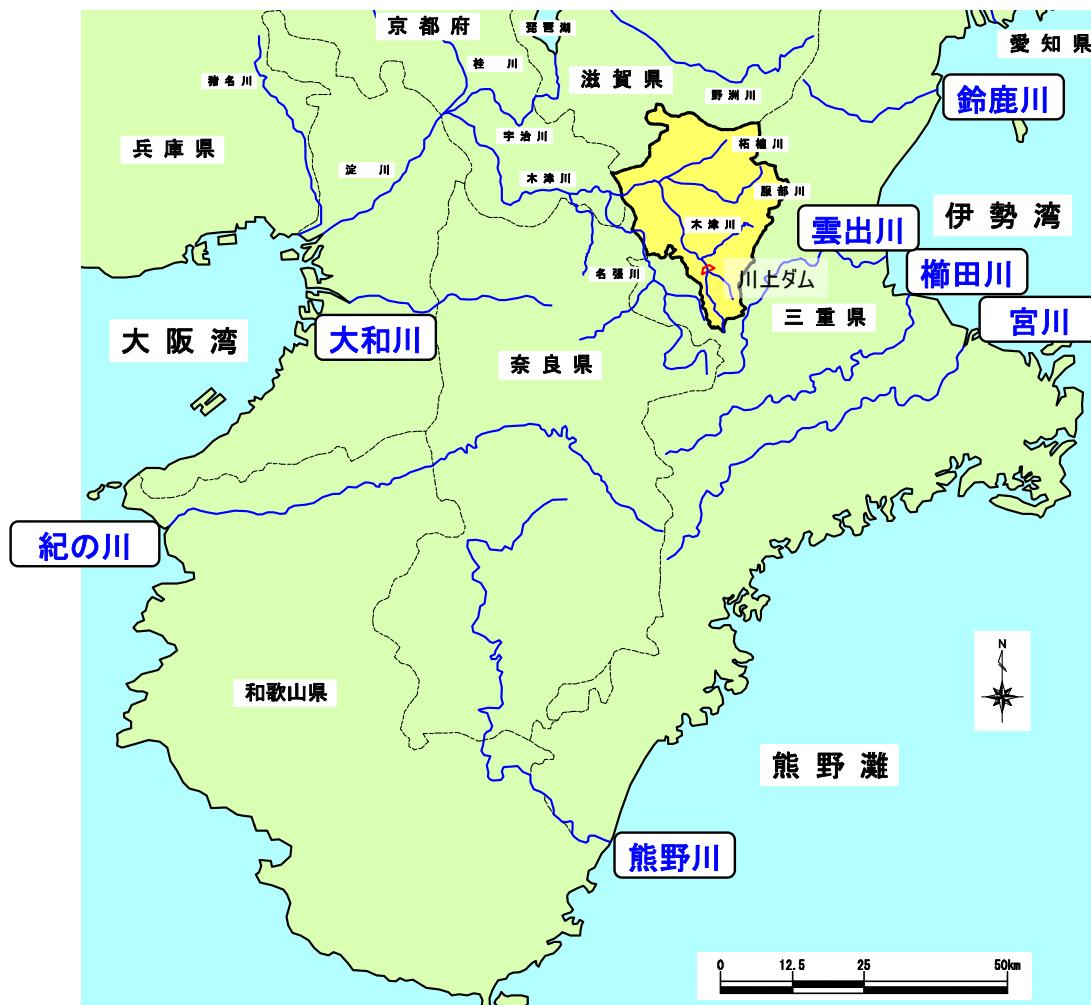 京都府
琵琶湖
愛知県
猪名川
桂川
滋賀県
野洲川
鈴鹿川
兵庫県
宇治川
柘植川
淀川
木津川
服部川
伊勢湾
木津川
雲出川
名張川
川上ダム
櫛田川
三重県
宮川
大阪湾
大和川
奈良県
紀の川
N
和歌山県
熊野灘
熊野川
0 12.5 25 50km